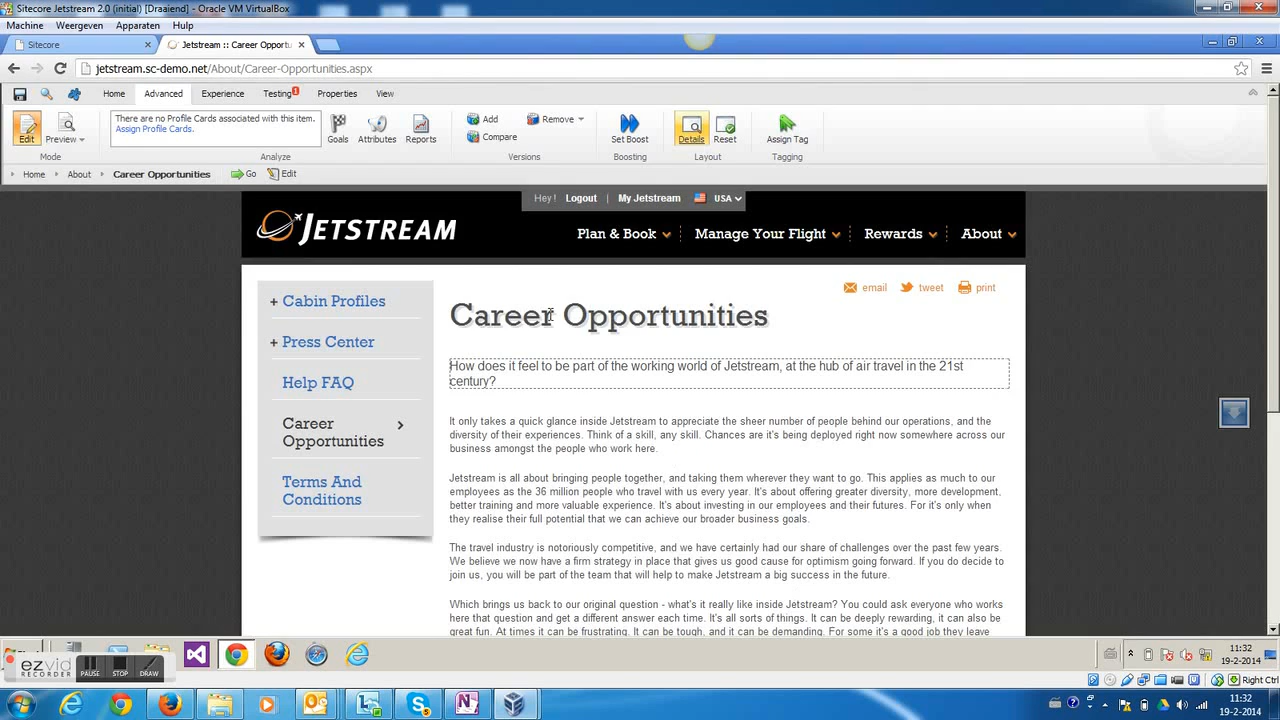 Sitecore Jetstream 2.0 (initial) [Draaiend] - Oracle VM VirtualBox
Machine Weergeven Apparaten Hulp
Sitecore Jetstream :: Career Opportu
jetstream.sc-demo.net/About/Career-Opportunities.aspx
Home Advanced Experience Testing 1 Properties View
There are no Profile Cards associated with this item.
Assign Profile Cards.
Edit Preview Goals Attributes Reports Add Remove Compare Set Boost Details Reset Assign Tag
Mode Analyze Versions Boosting Layout Tagging
Home About Career Opportunities Go Edit
Hey ! Logout | My Jetstream USA
JETSTREAM
Plan & Book Manage Your Flight Rewards About
email tweet print
+ Cabin Profiles
+ Press Center
Help FAQ
Career
Opportunities
Terms And
Conditions
Career Opportunities
How does it feel to be part of the working world of Jetstream, at the hub of air travel in the 21st
century?
It only takes a quick glance inside Jetstream to appreciate the sheer number of people behind our operations, and the
diversity of their experiences. Think of a skill, any skill. Chances are it's being deployed right now somewhere across our
business amongst the people who work here.
Jetstream is all about bringing people together, and taking them wherever they want to go. This applies as much to our
employees as the 36 million people who travel with us every year. It's about offering greater diversity, more development,
better training and more valuable experience. It's about investing in our employees and their futures. For it's only when
they realise their full potential that we can achieve our broader business goals.
The travel industry is notoriously competitive, and we have certainly had our share of challenges over the past few years.
We believe we now have a firm strategy in place that gives us good cause for optimism going forward. If you do decide to
join us, you will be part of the team that will help to make Jetstream a big success in the future.
Which brings us back to our original question - what's it really like inside Jetstream? You could ask everyone who works
here that question and get a different answer each time. It's all sorts of things. It can be deeply rewarding, it can also be
great fun. At times it can be frustrating. It can be tough, and it can be demanding. For some it's a good job they leave
11:32
19-2-2014
ezvid
RECORDER
PAUSE STOP DRAW
Right Ctrl
11:32
19-2-2014